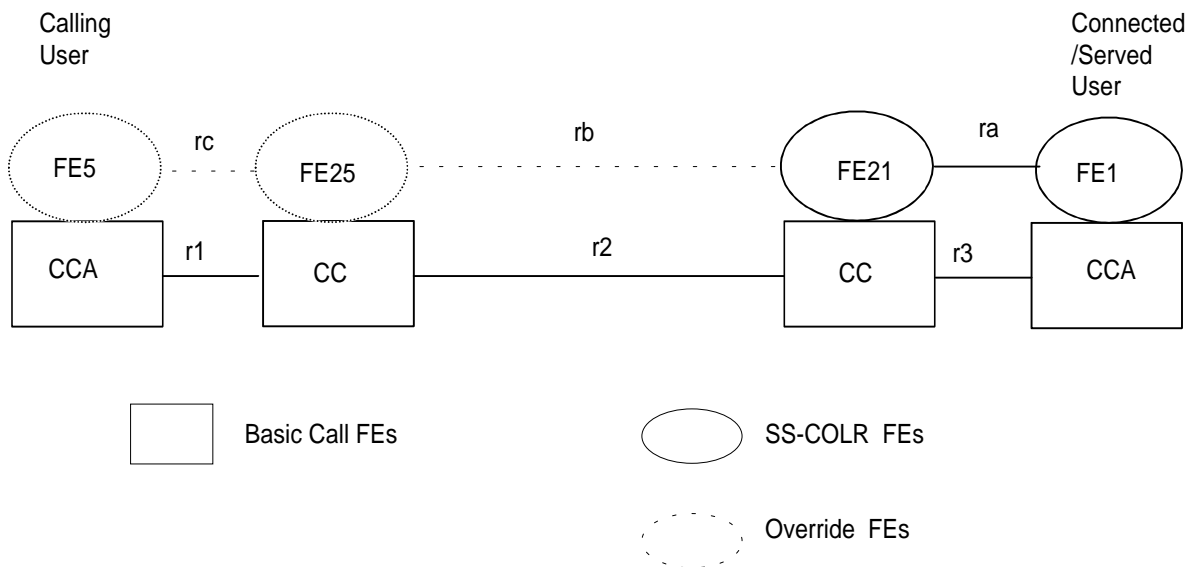 Calling
User
Connected
/Served
User
rc
rb
ra
FE5
FE25
FE21
FE1
r1
r2
r3
CCA
CC
CC
CCA
Basic Call FEs
SS-COLR FEs
Override FEs